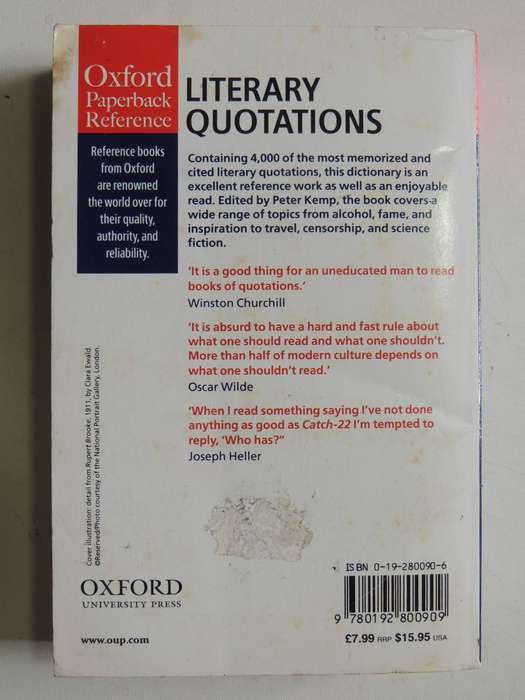 Oxford
Paperback
Reference
Reference books
from Oxford
are renowned
the world over for
their quality,
authority, and
reliability.
LITERARY
QUOTATIONS
Containing 4,000 of the most memorized and
cited literary quotations, this dictionary is an
excellent reference work as well as an enjoyable
read. Edited by Peter Kemp, the book covers a
wide range of topics from alcohol, fame, and
inspiration to travel, censorship, and science
fiction.
'It is a good thing for an uneducated man to read
books of quotations.'
Winston Churchill
'It is absurd to have a hard and fast rule about
what one should read and what one shouldn't.
More than half of modern culture depends on
what one shouldn't read.'
Oscar Wilde
'When I read something saying I've not done
anything as good as Catch-22 I'm tempted to
reply, 'Who has?''
Joseph Heller
Cover illustration: detail from Rupert Brooke, 1911, by Clara Ewald.
©Reserved/Photo courtesy of the National Portrait Gallery, London.
OXFORD
UNIVERSITY PRESS
www.oup.com
ISBN 0-19-280090-6
9 780192 800909
£7.99 RRP $15.95 USA